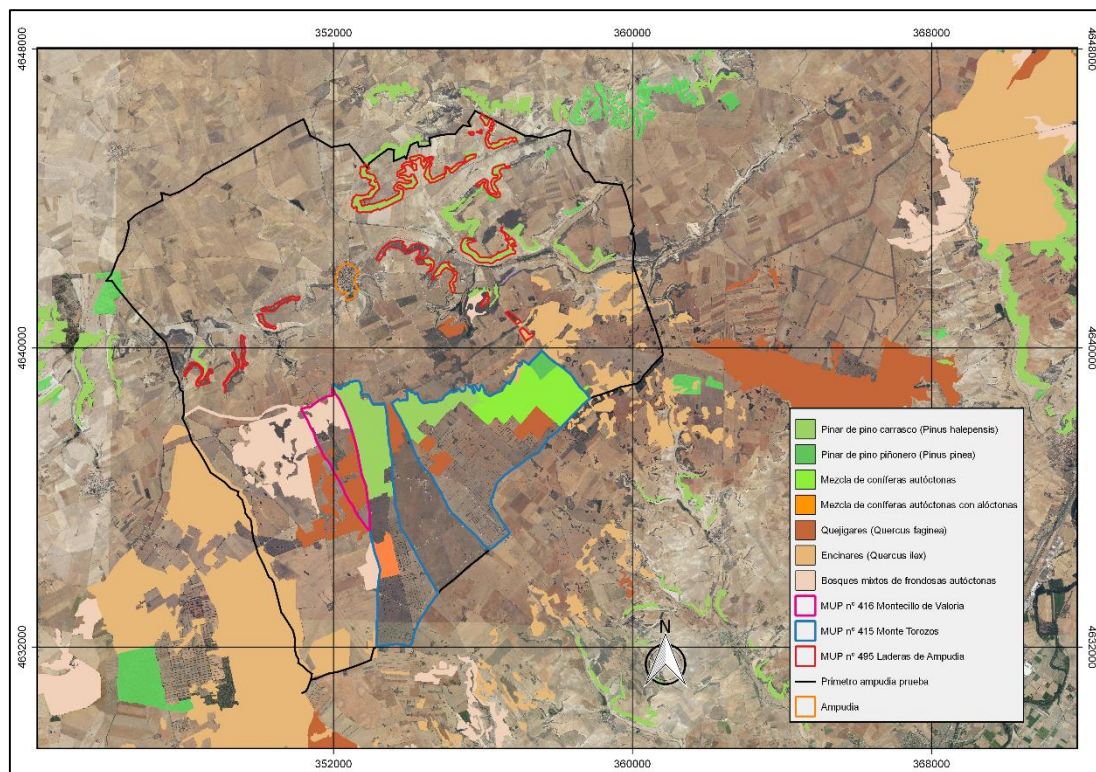 352000
360000
368000
4648000
4648000
4640000
4640000
4632000
4632000
Pinar de pino carrasco (Pinus halepensis)
Pinar de pino piñonero (Pinus pinea)
Mezcla de coníferas autóctonas
Mezcla de coníferas autóctonas con alóctonas
Quejigares (Quercus faginea)
Encinares (Quercus ilex)
Bosques mixtos de frondosas autóctonas
MUP nº 416 Montecillo de Valoria
MUP nº 415 Monte Torozos
MUP nº 495 Laderas de Ampudia
Prímetro ampudia prueba
Ampudia
N
352000
360000
368000